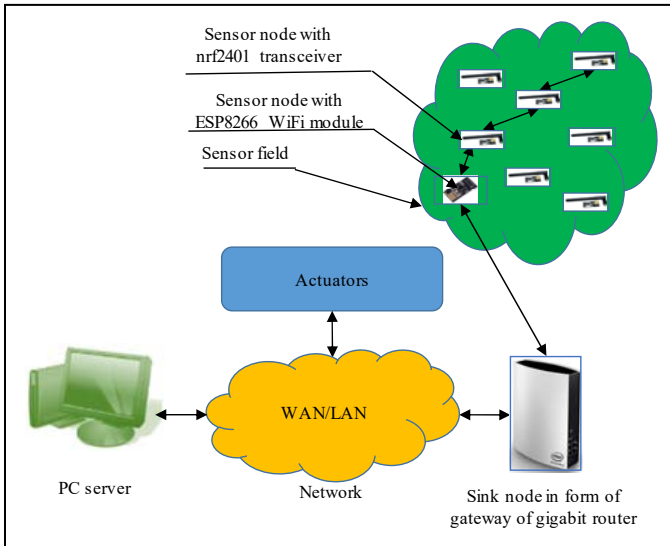 Sensor node with
nrf2401 transceiver
Sensor node with
ESP8266 WiFi module
Sensor field
Actuators
WAN/LAN
PC server
Network
Sink node in form of
gateway of gigabit router